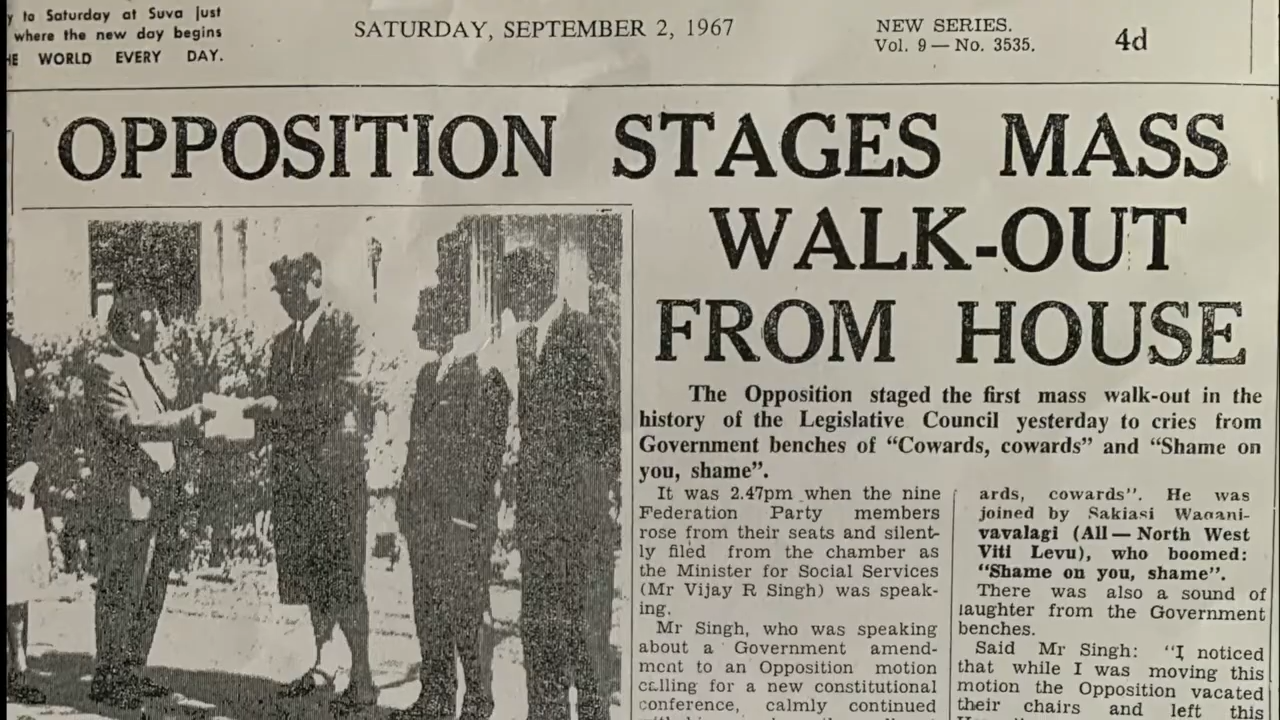 y to Saturday at Suva just
where the new day begins
HE WORLD EVERY DAY.
SATURDAY, SEPTEMBER 2, 1967
NEW SERIES.
Vol. 9 — No. 3535.
4d
OPPOSITION STAGES MASS
WALK-OUT
FROM HOUSE
The Opposition staged the first mass walk-out in the
history of the Legislative Council yesterday to cries from
Government benches of “Cowards, cowards” and “Shame on
you, shame”.
It was 2.47pm when the nine
Federation Party members
rose from their seats and silent-
ly filed from the chamber as
the Minister for Social Services
(Mr Vijay R Singh) was speak-
ing.
Mr Singh, who was speaking
about a Government amend-
ment to an Opposition motion
calling for a new constitutional
conference, calmly continued
ards, cowards”. He was
joined by Sakiasi Waqani-
vavalagi (All — North West
Viti Levu), who boomed:
“Shame on you, shame”.
There was also a sound of
laughter from the Government
benches.
Said Mr Singh: “I noticed
that while I was moving this
motion the Opposition vacated
their chairs and left this